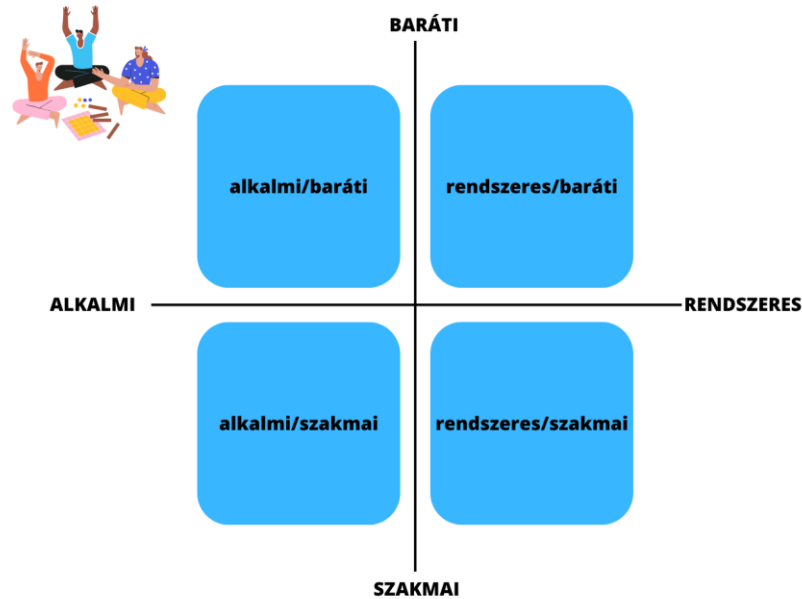 BARÁTI
alkalmi/baráti
rendszeres/baráti
ALKALMI
RENDSZERES
alkalmi/szakmai
rendszeres/szakmai
SZAKMAI